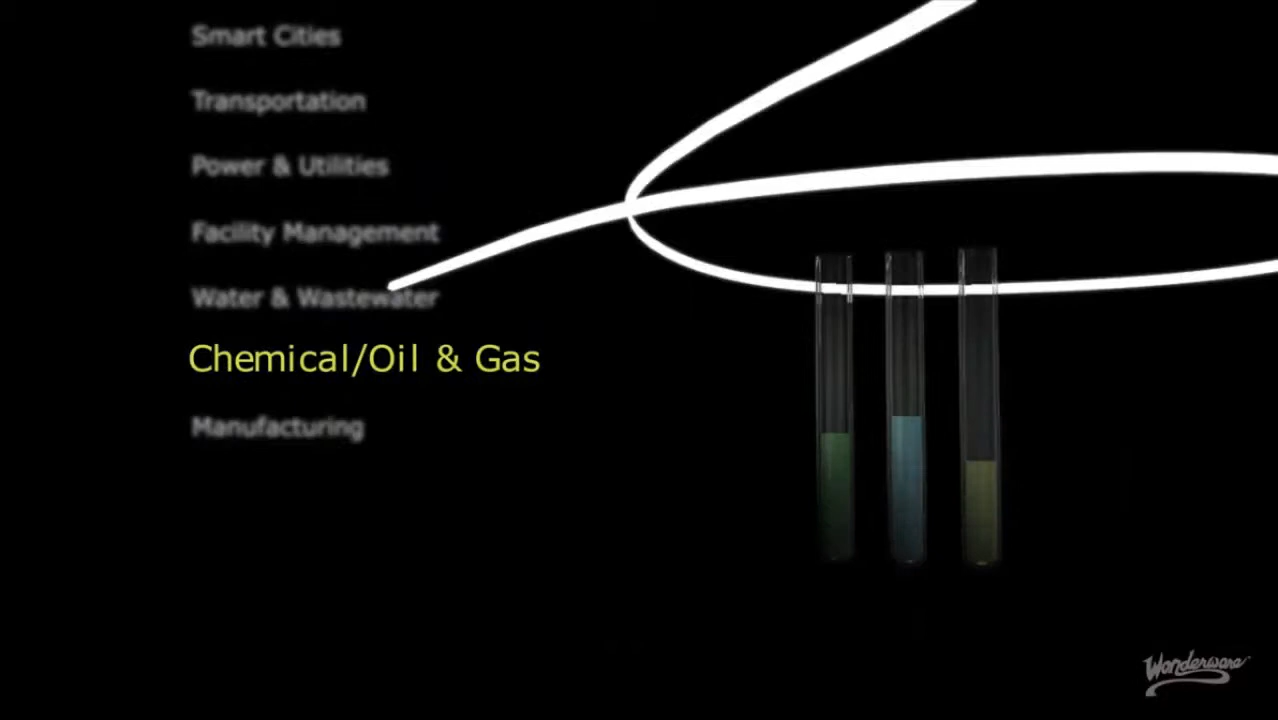 Smart Cities
Transportation
Power & Utilities
Facility Management
Water & Wastewater
Chemical/Oil & Gas
Manufacturing
Wonderware